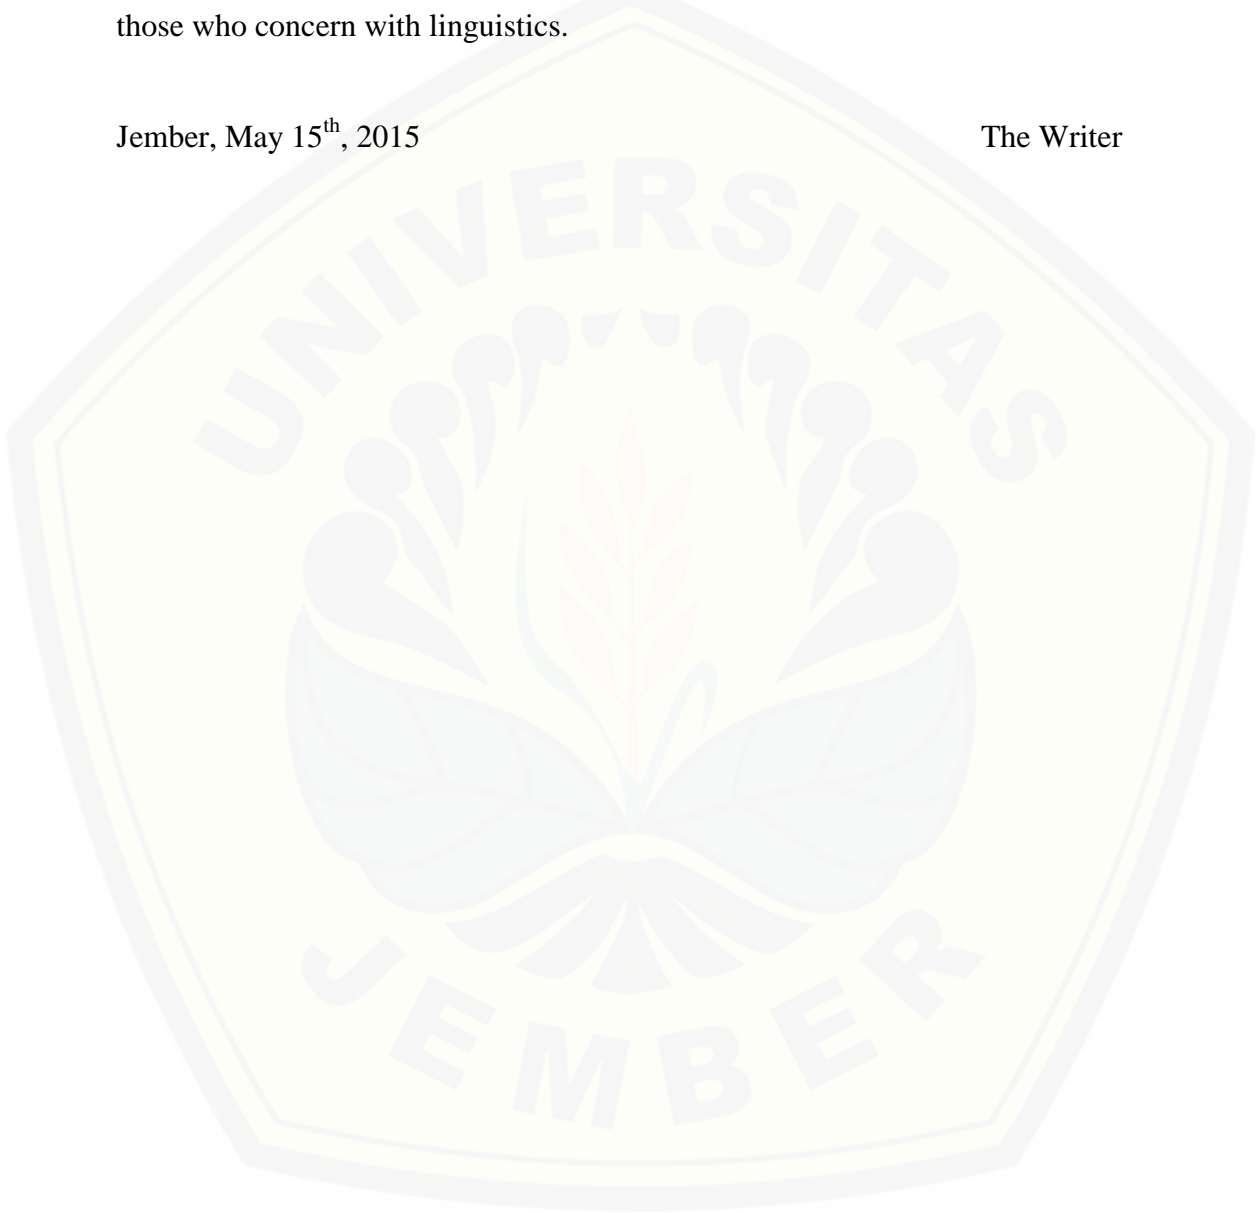 those who concern with linguistics.
Jember, May 15th, 2015 The Writer
UNIVERSITAS
JEMBER